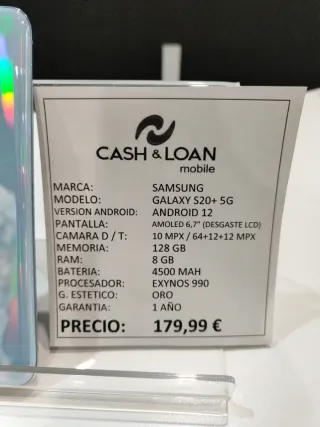 CASH & LOAN
mobile
MARCA: SAMSUNG
MODELO: GALAXY S20+ 5G
VERSION ANDROID: ANDROID 12
PANTALLA: AMOLED 6,7" (DESGASTE LCD)
CAMARA D / T: 10 MPX / 64+12+12 MPX
MEMORIA: 128 GB
RAM: 8 GB
BATERIA: 4500 MAH
PROCESADOR: EXYNOS 990
G. ESTETICO: ORO
GARANTIA: 1 AÑO
PRECIO: 179,99 €